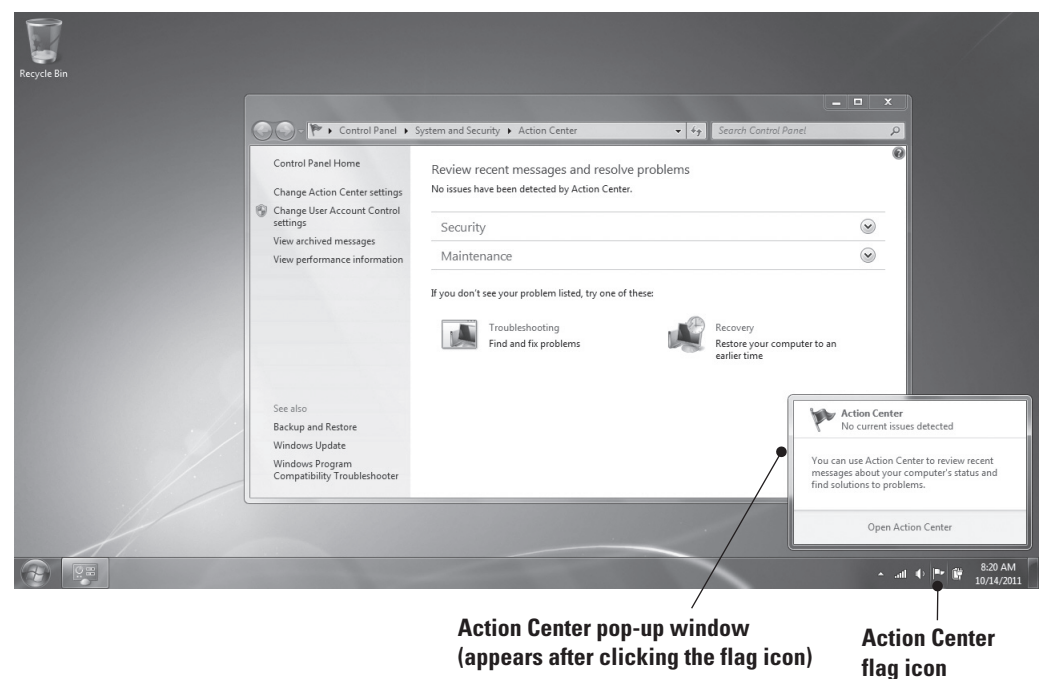 Recycle Bin
Control Panel
System and Security
Action Center
Search Control Panel
Control Panel Home
Change Action Center settings
Change User Account Control
settings
View archived messages
View performance information
See also
Backup and Restore
Windows Update
Windows Program
Compatibility Troubleshooter
Review recent messages and resolve problems
No issues have been detected by Action Center.
Security
Maintenance
If you don't see your problem listed, try one of these:
Troubleshooting
Find and fix problems
Recovery
Restore your computer to an
earlier time
Action Center
No current issues detected
You can use Action Center to review recent
messages about your computer's status and
find solutions to problems.
Open Action Center
8:20 AM
10/14/2011
Action Center pop-up window
(appears after clicking the flag icon)
Action Center
flag icon